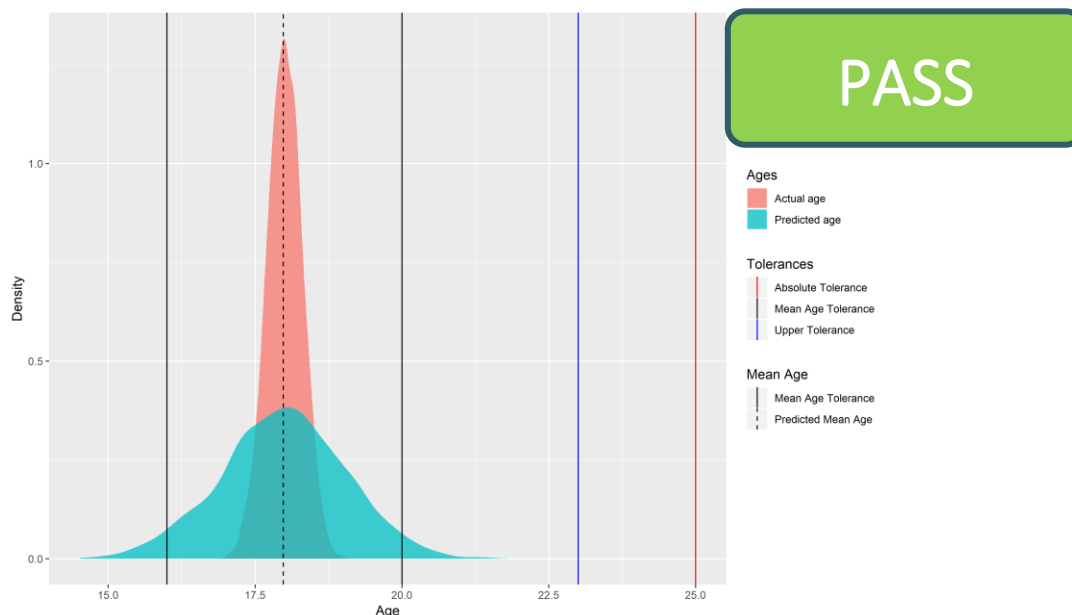 PASS
1.0
0.5
0.0
Density
15.0 17.5 20.0 22.5 25.0
Age
Ages
Actual age
Predicted age
Tolerances
Absolute Tolerance
Mean Age Tolerance
Upper Tolerance
Mean Age
Mean Age Tolerance
Predicted Mean Age